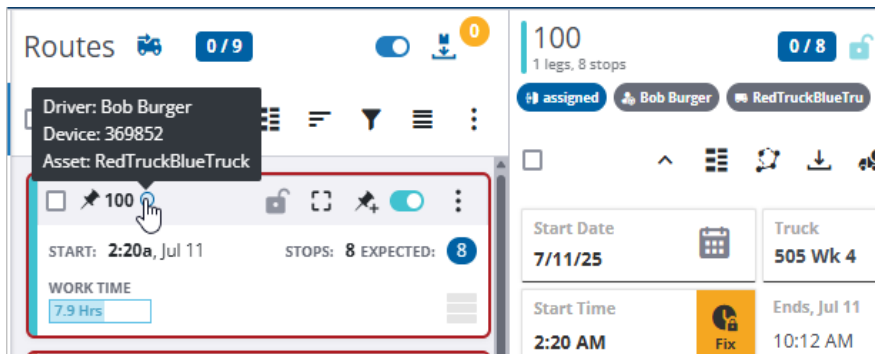 Routes
0 / 9
0
Driver: Bob Burger
Device: 369852
Asset: RedTruckBlueTruck
100
START: 2:20a, Jul 11
STOPS: 8 EXPECTED: 8
WORK TIME
7.9 Hrs
100
1 legs, 8 stops
0 / 8
assigned
Bob Burger
RedTruckBlueTru
Start Date
7/11/25
Truck
505 Wk 4
Start Time
2:20 AM
Fix
Ends, Jul 11
10:12 AM